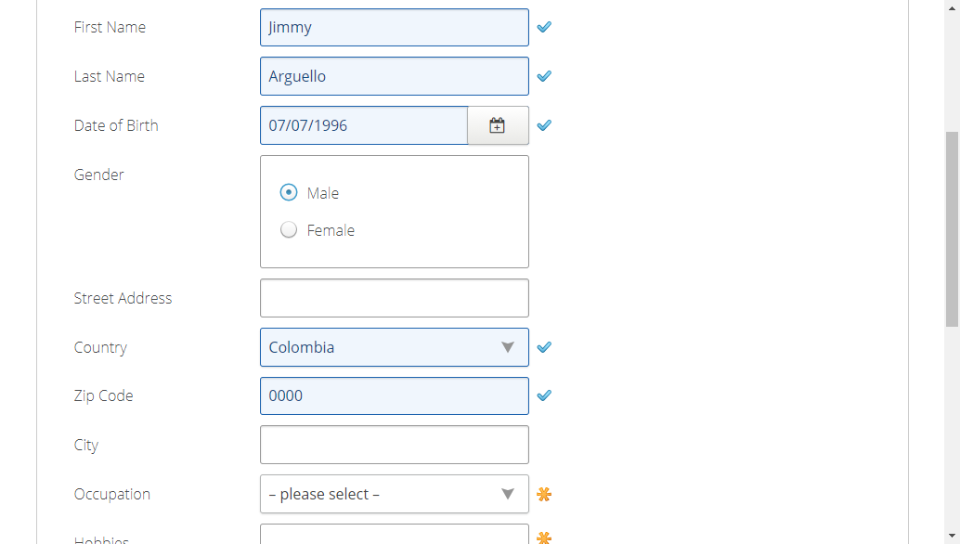 First Name Jimmy
Last Name Arguello
Date of Birth 07/07/1996
Gender
Male
Female
Street Address
Country Colombia
Zip Code 0000
City
Occupation – please select –
Hobbies